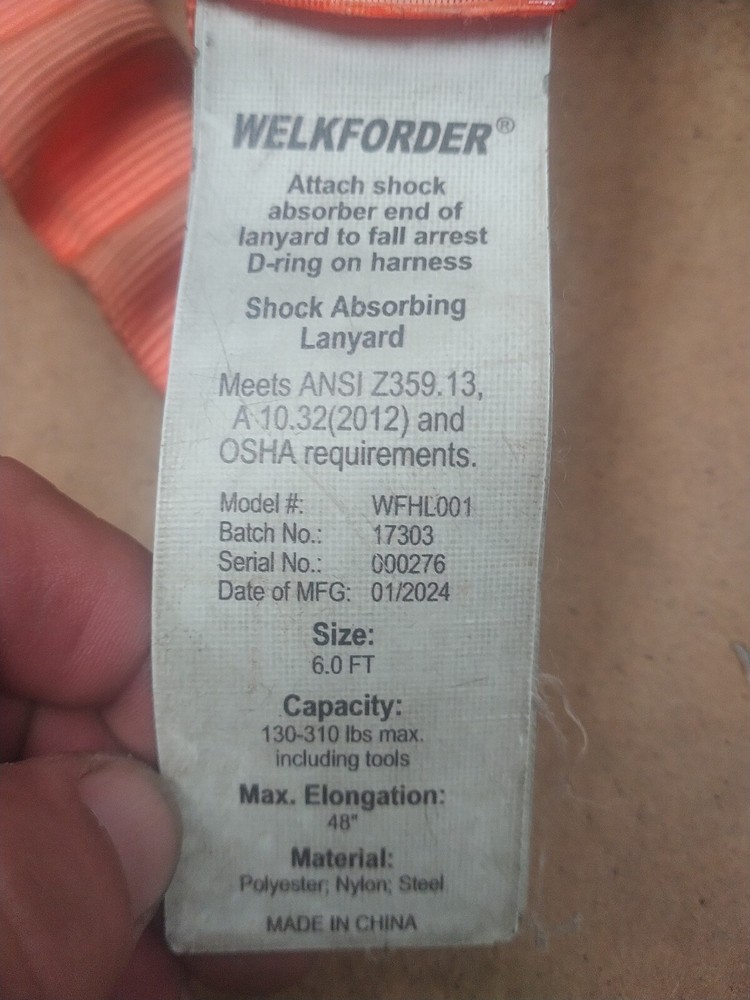 WELKFORDER®
Attach shock
absorber end of
lanyard to fall arrest
D-ring on harness
Shock Absorbing
Lanyard
Meets ANSI Z359.13,
A 10.32(2012) and
OSHA requirements.
Model #: WFHL001
Batch No.: 17303
Serial No.: 000276
Date of MFG: 01/2024
Size:
6.0 FT
Capacity:
130-310 lbs max.
including tools
Max. Elongation:
48"
Material:
Polyester; Nylon; Steel
MADE IN CHINA